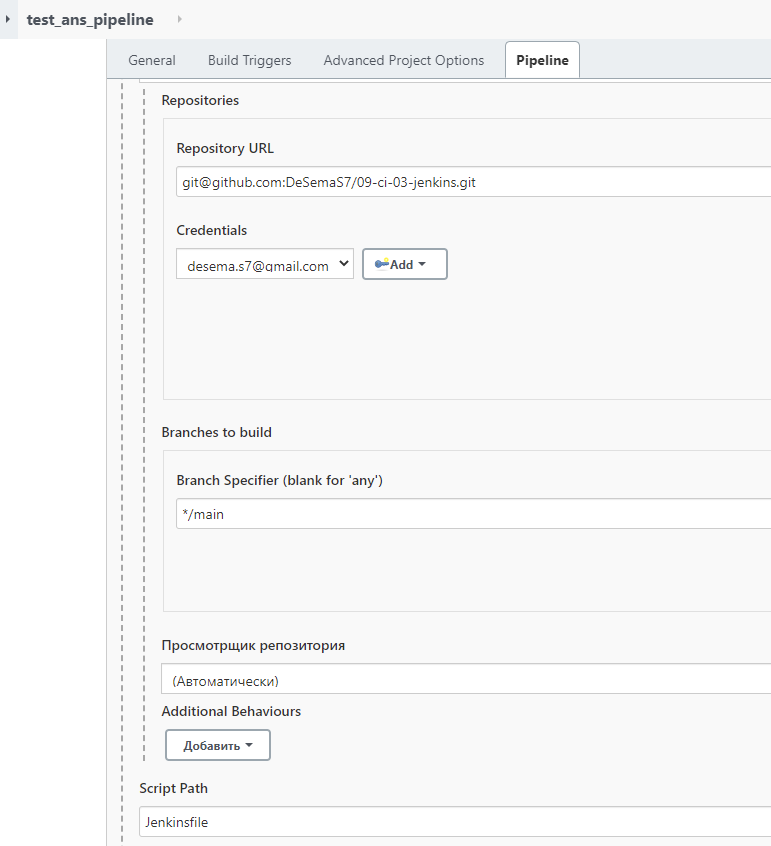 test_ans_pipeline
General Build Triggers Advanced Project Options Pipeline
Repositories
Repository URL
git@github.com:DeSemaS7/09-ci-03-jenkins.git
Credentials
desema.s7@gmail.com Add
Branches to build
Branch Specifier (blank for 'any')
*/main
Просмотрщик репозитория
(Автоматически)
Additional Behaviours
Добавить
Script Path
Jenkinsfile